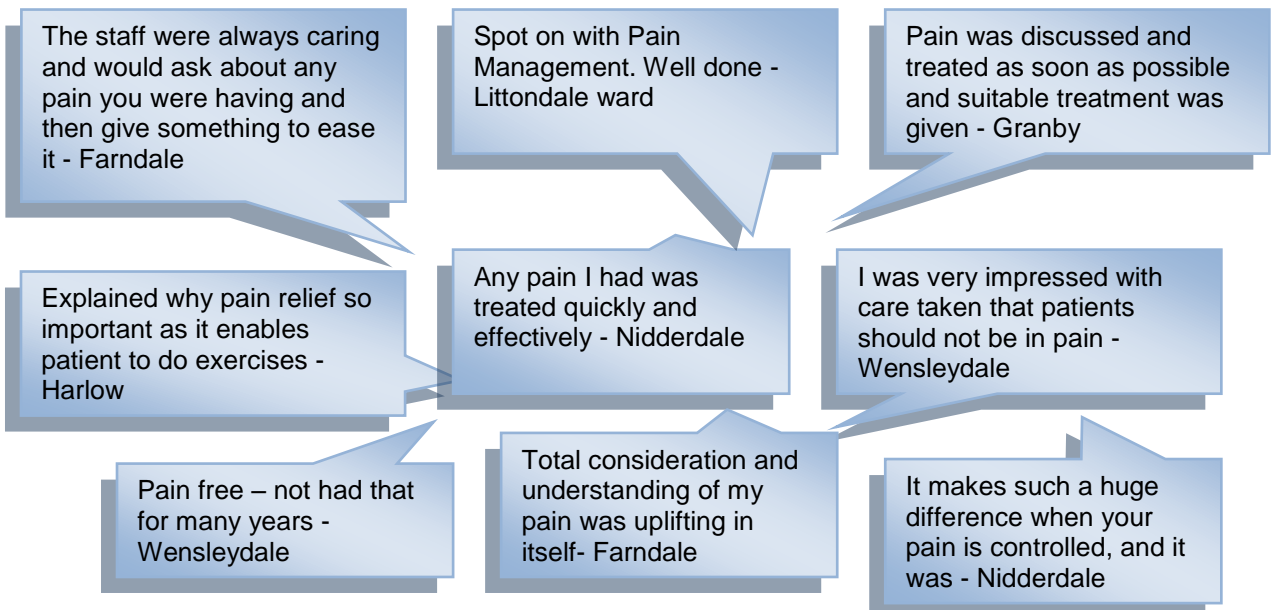 The staff were always caring
and would ask about any
pain you were having and
then give something to ease
it - Farndale
Spot on with Pain
Management. Well done -
Littondale ward
Pain was discussed and
treated as soon as possible
and suitable treatment was
given - Granby
Explained why pain relief so
important as it enables
patient to do exercises -
Harlow
Any pain I had was
treated quickly and
effectively - Nidderdale
I was very impressed with
care taken that patients
should not be in pain -
Wensleydale
Pain free – not had that
for many years -
Wensleydale
Total consideration and
understanding of my
pain was uplifting in
itself- Farndale
It makes such a huge
difference when your
pain is controlled, and it
was - Nidderdale